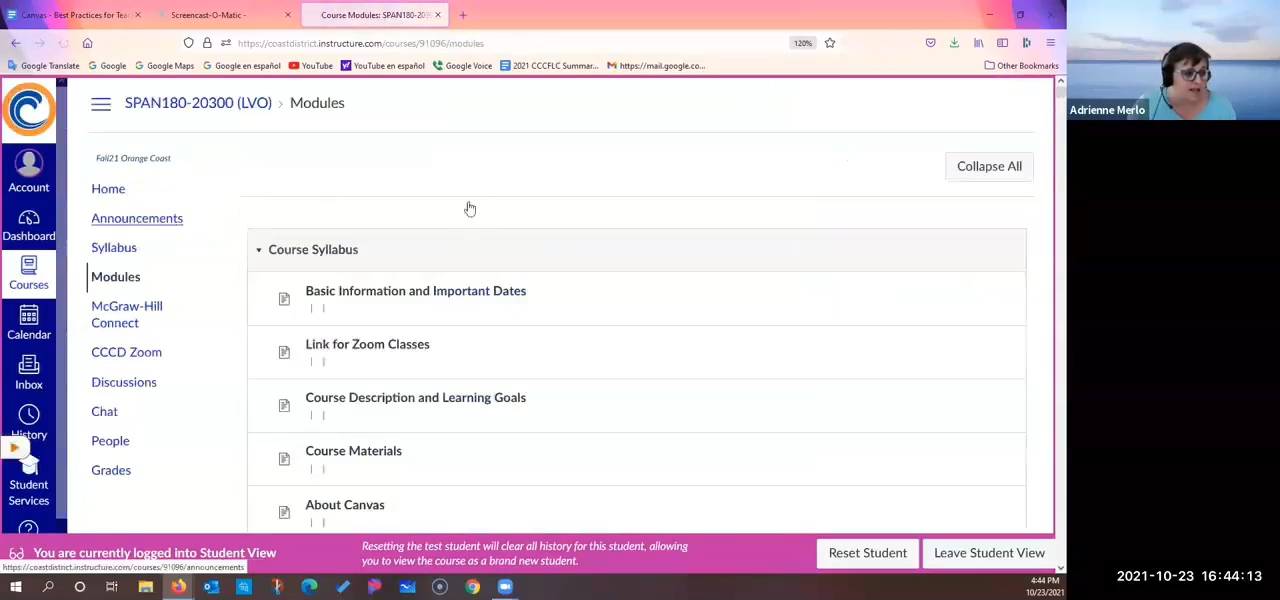 Canvas - Best Practices for Tea
Screencast-O-Matic -
Course Modules: SPAN180-203
https://coastdistrict.instructure.com/courses/91096/modules
120%
Google Translate
Google
Google Maps
Google en español
YouTube
YouTube en español
Google Voice
2021 CCCFLC Summar...
https://mail.google.co...
Other Bookmarks
SPAN180-20300 (LVO) › Modules
Fall21 Orange Coast
Collapse All
Account
Dashboard
Courses
Calendar
Inbox
History
Student
Services
Home
Announcements
Syllabus
Modules
McGraw-Hill
Connect
CCCD Zoom
Discussions
Chat
People
Grades
Course Syllabus
Basic Information and Important Dates
Link for Zoom Classes
Course Description and Learning Goals
Course Materials
About Canvas
You are currently logged into Student View
Resetting the test student will clear all history for this student, allowing
you to view the course as a brand new student.
Reset Student
Leave Student View
https://coastdistrict.instructure.com/courses/91096/announcements
4:44 PM
10/23/2021
Adrienne Merlo
2021-10-23 16:44:13